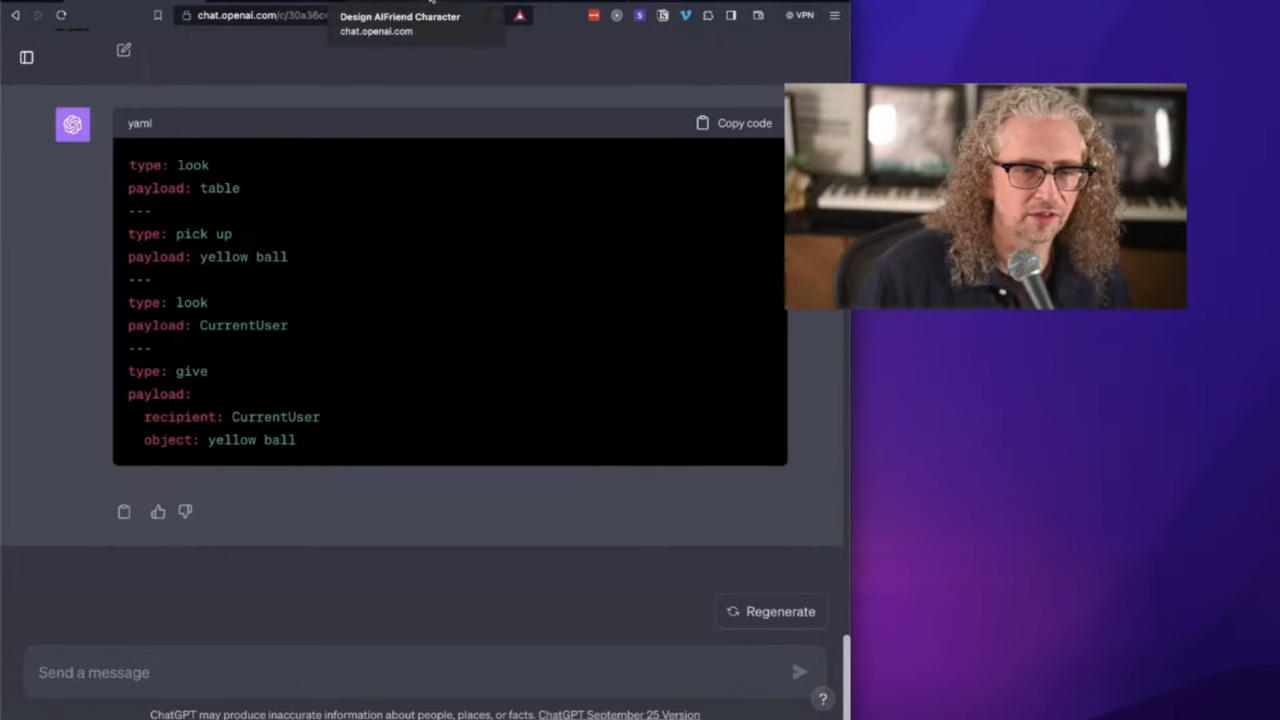 chat.openai.com/c/30a36c
Design AIFriend Character
chat.openai.com
VPN
yaml
Copy code
type: look
payload: table
---
type: pick up
payload: yellow ball
---
type: look
payload: CurrentUser
---
type: give
payload:
recipient: CurrentUser
object: yellow ball
Regenerate
Send a message
?
ChatGPT may produce inaccurate information about people, places, or facts. ChatGPT September 25 Version